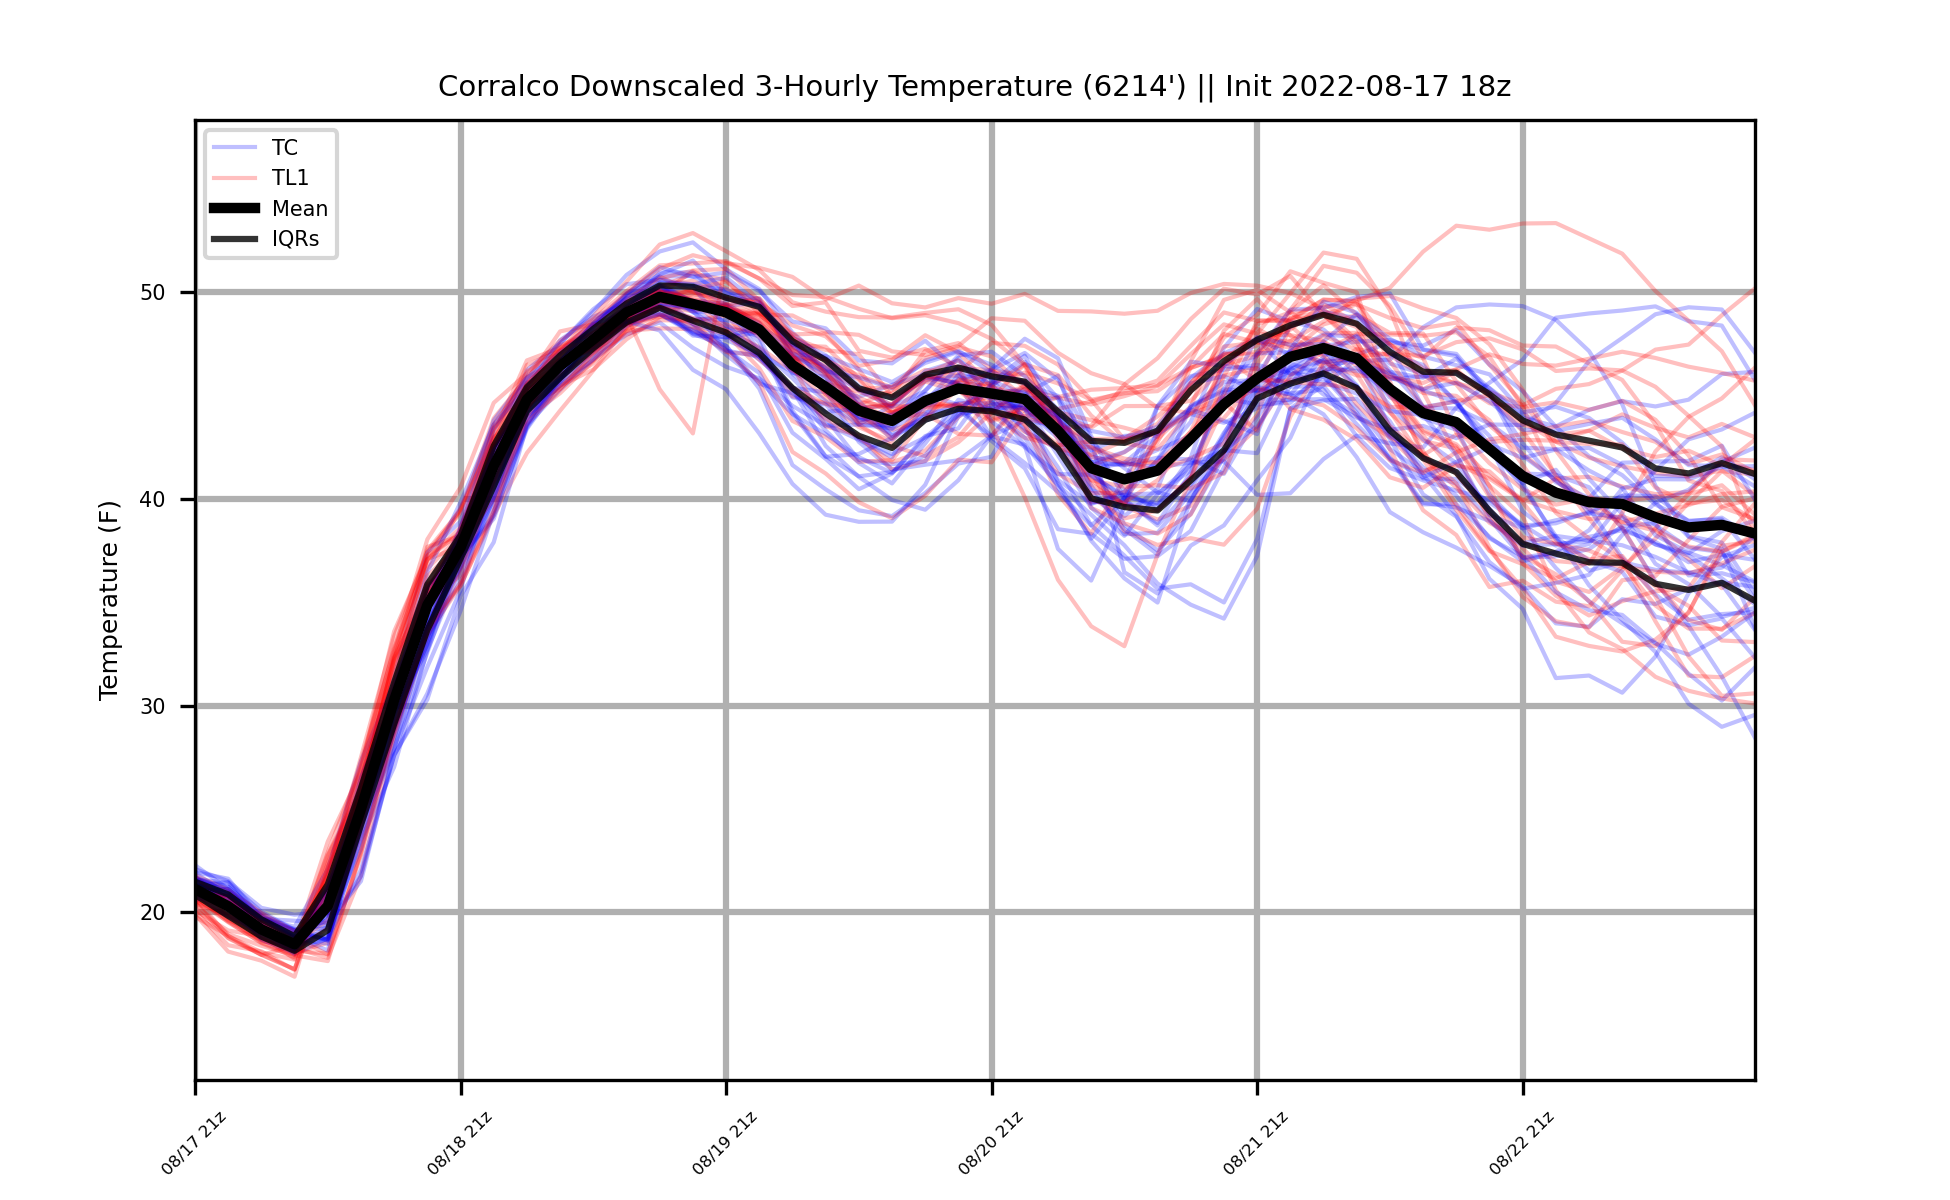 Corralco Downscaled 3-Hourly Temperature (6214') || Init 2022-08-17 18z
TC
TL1
Mean
IQRs
Temperature (F)
50
40
30
20
08/17 21z
08/18 21z
08/19 21z
08/20 21z
08/21 21z
08/22 21z